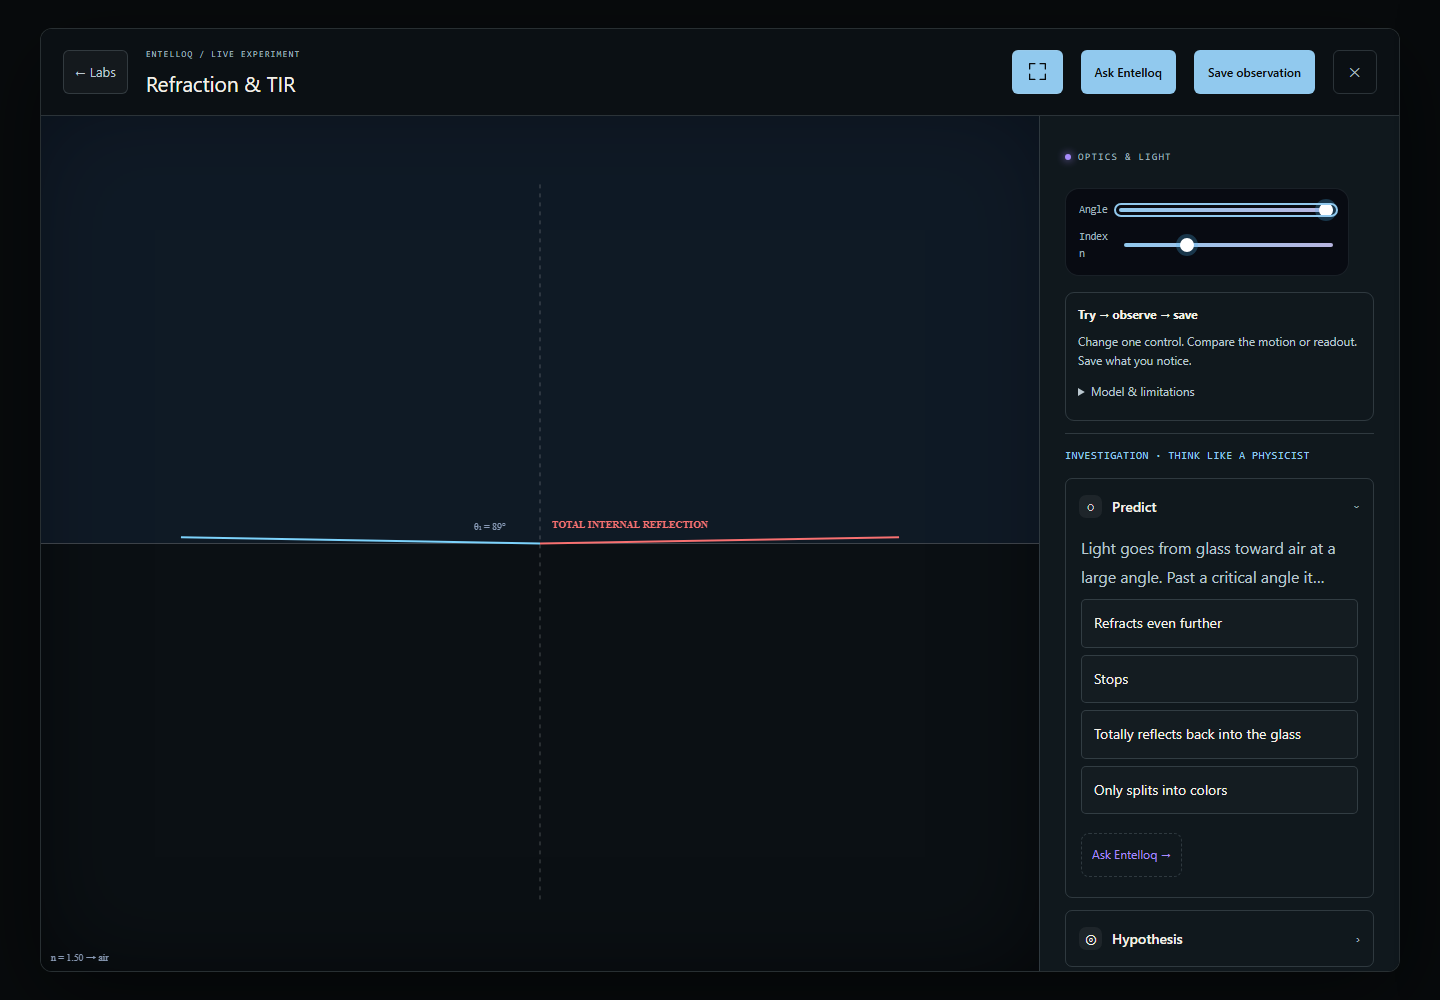 ← Labs
ENTELLOQ / LIVE EXPERIMENT
Refraction & TIR
Ask Entelloq
Save observation
×
OPTICS & LIGHT
Angle
Index
n
Try → observe → save
Change one control. Compare the motion or readout.
Save what you notice.
▶ Model & limitations
INVESTIGATION · THINK LIKE A PHYSICIST
Predict
Light goes from glass toward air at a
large angle. Past a critical angle it…
Refracts even further
Stops
Totally reflects back into the glass
Only splits into colors
Ask Entelloq →
Hypothesis
θ₁ = 89°
TOTAL INTERNAL REFLECTION
n = 1.50 → air